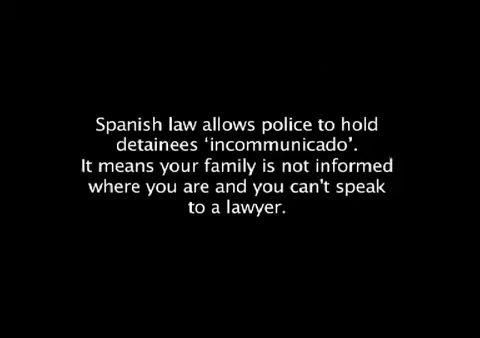 Spanish law allows police to hold
detainees ‘incommunicado’.
It means your family is not informed
where you are and you can't speak
to a lawyer.